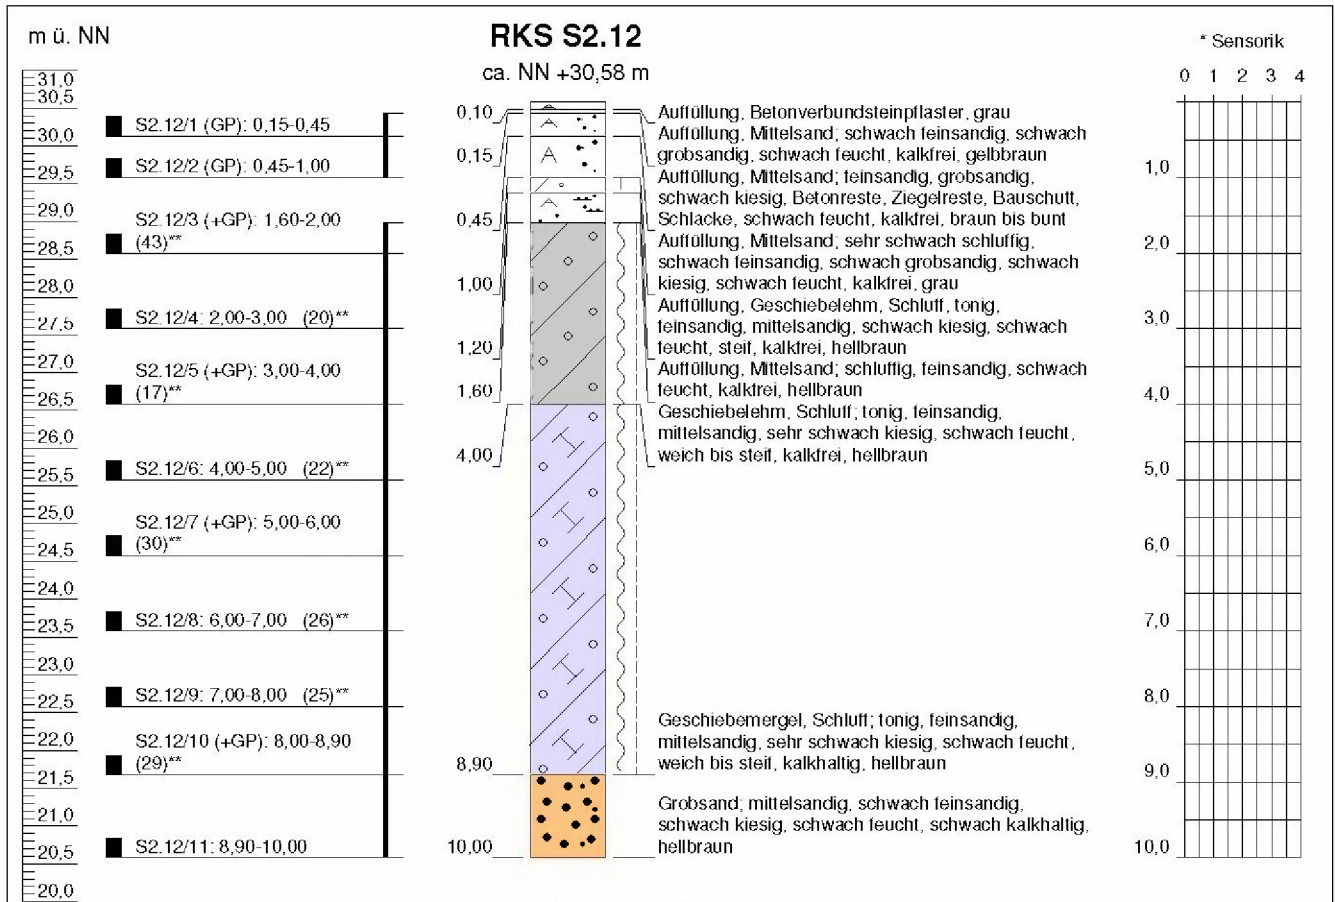 m ü. NN
RKS S2.12
ca. NN +30,58 m
* Sensorik
0 1 2 3 4
31,0
30,5
30,0
29,5
29,0
28,5
28,0
27,5
27,0
26,5
26,0
25,5
25,0
24,5
24,0
23,5
23,0
22,5
22,0
21,5
21,0
20,5
20,0
S2.12/1 (GP): 0,15-0,45
S2.12/2 (GP): 0,45-1,00
S2.12/3 (+GP): 1,60-2,00
(43)**
S2.12/4: 2,00-3,00 (20)**
S2.12/5 (+GP): 3,00-4,00
(17)**
S2.12/6: 4,00-5,00 (22)**
S2.12/7 (+GP): 5,00-6,00
(30)**
S2.12/8: 6,00-7,00 (26)**
S2.12/9: 7,00-8,00 (25)**
S2.12/10 (+GP): 8,00-8,90
(29)**
S2.12/11: 8,90-10,00
0,10
0,15
0,45
1,00
1,20
1,60
4,00
8,90
10,00
Auffüllung, Betonverbundsteinpflaster, grau
Auffüllung, Mittelsand; schwach feinsandig, schwach
grobsandig, schwach feucht, kalkfrei, gelbbraun
Auffüllung, Mittelsand; feinsandig, grobsandig,
schwach kiesig, Betonreste, Ziegelreste, Bauschutt,
Schlacke, schwach feucht, kalkfrei, braun bis bunt
Auffüllung, Mittelsand; sehr schwach schluffig,
schwach feinsandig, schwach grobsandig, schwach
kiesig, schwach feucht, kalkfrei, grau
Auffüllung, Geschiebelehm, Schluff; tonig,
feinsandig, mittelsandig, schwach kiesig, schwach
feucht, steif, kalkfrei, hellbraun
Auffüllung, Mittelsand; schluffig, feinsandig, schwach
feucht, kalkfrei, hellbraun
Geschiebelehm, Schluff; tonig, feinsandig,
mittelsandig, sehr schwach kiesig, schwach feucht,
weich bis steif, kalkfrei, hellbraun
Geschiebemergel, Schluff; tonig, feinsandig,
mittelsandig, sehr schwach kiesig, schwach feucht,
weich bis steif, kalkhaltig, hellbraun
Grobsand; mittelsandig, schwach feinsandig,
schwach kiesig, schwach feucht, schwach kalkhaltig,
hellbraun
1,0
2,0
3,0
4,0
5,0
6,0
7,0
8,0
9,0
10,0